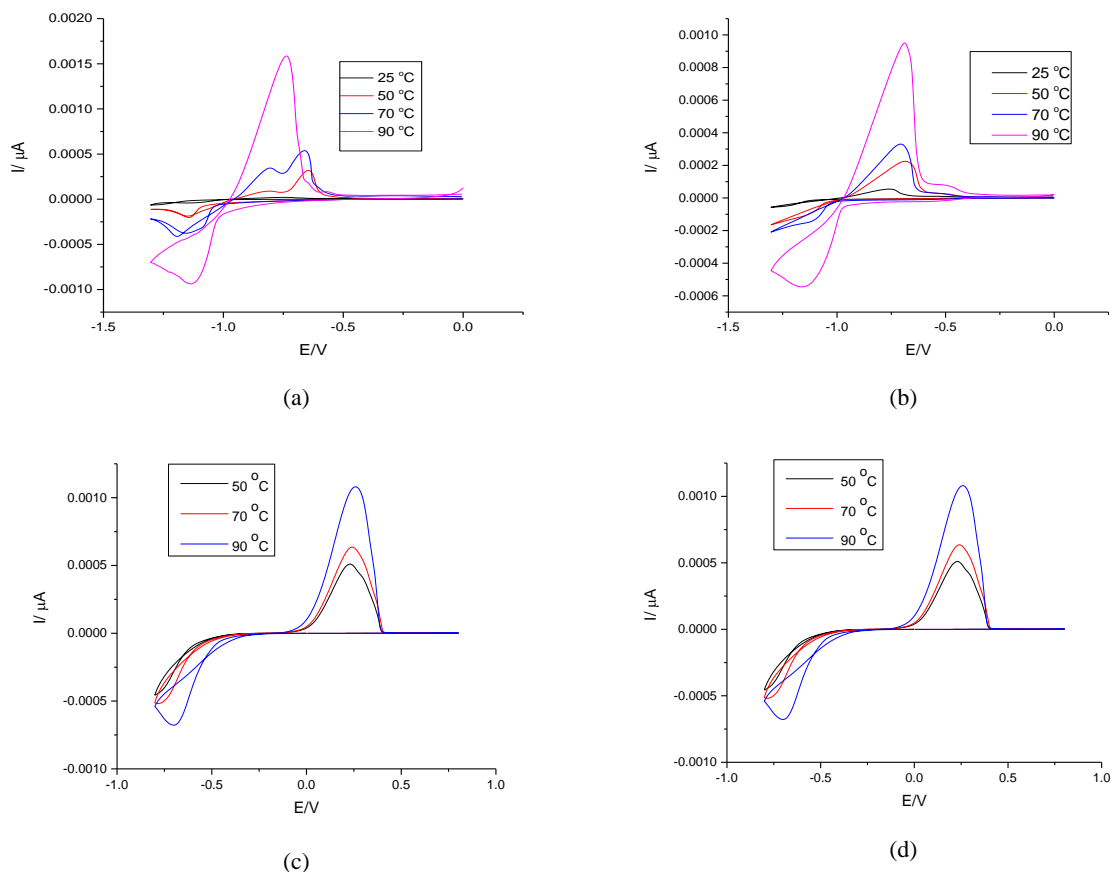 0.0020
0.0015
0.0010
0.0005
0.0000
-0.0005
-0.0010
I/ μA
25 °C
50 °C
70 °C
90 °C
-1.5 -1.0 -0.5 0.0
E/V
(a)
0.0010
0.0008
0.0006
0.0004
0.0002
0.0000
-0.0002
-0.0004
-0.0006
I/ μA
25 °C
50 °C
70 °C
90 °C
-1.5 -1.0 -0.5 0.0
E/V
(b)
0.0010
0.0005
0.0000
-0.0005
-0.0010
I/ μA
50 °C
70 °C
90 °C
-1.0 -0.5 0.0 0.5 1.0
E/V
(c)
0.0010
0.0005
0.0000
-0.0005
-0.0010
I/ μA
50 °C
70 °C
90 °C
-1.0 -0.5 0.0 0.5 1.0
E/V
(d)